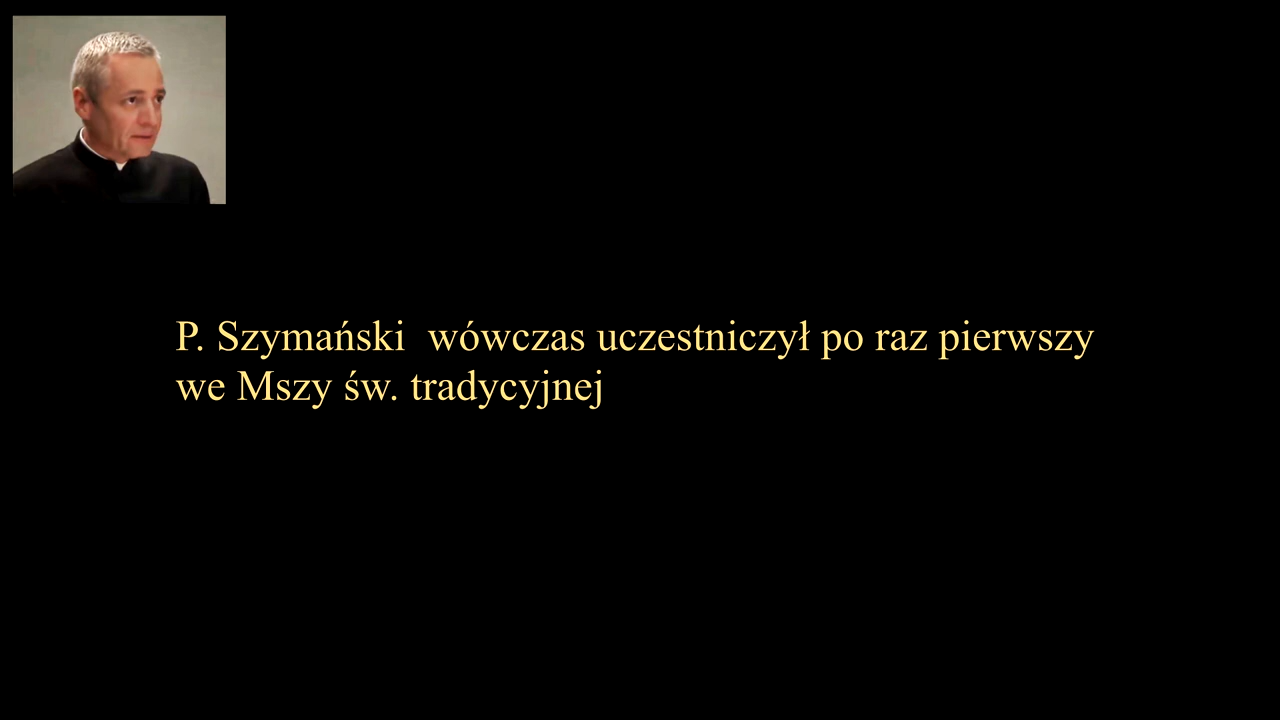 P. Szymański  wówczas uczestniczył po raz pierwszy
we Mszy św. tradycyjnej